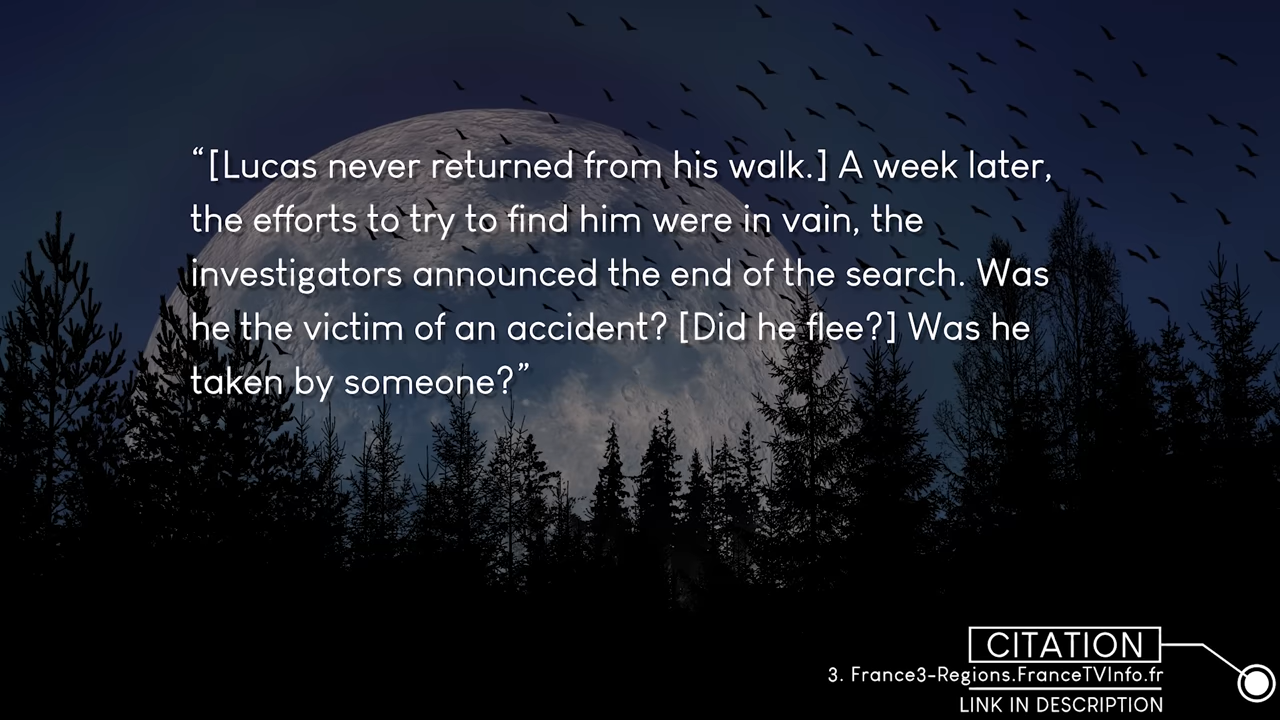 “[Lucas never returned from his walk.] A week later,
the efforts to try to find him were in vain, the
investigators announced the end of the search. Was
he the victim of an accident? [Did he flee?] Was he
taken by someone?”
CITATION
3. France3-Regions.FranceTVInfo.fr
LINK IN DESCRIPTION